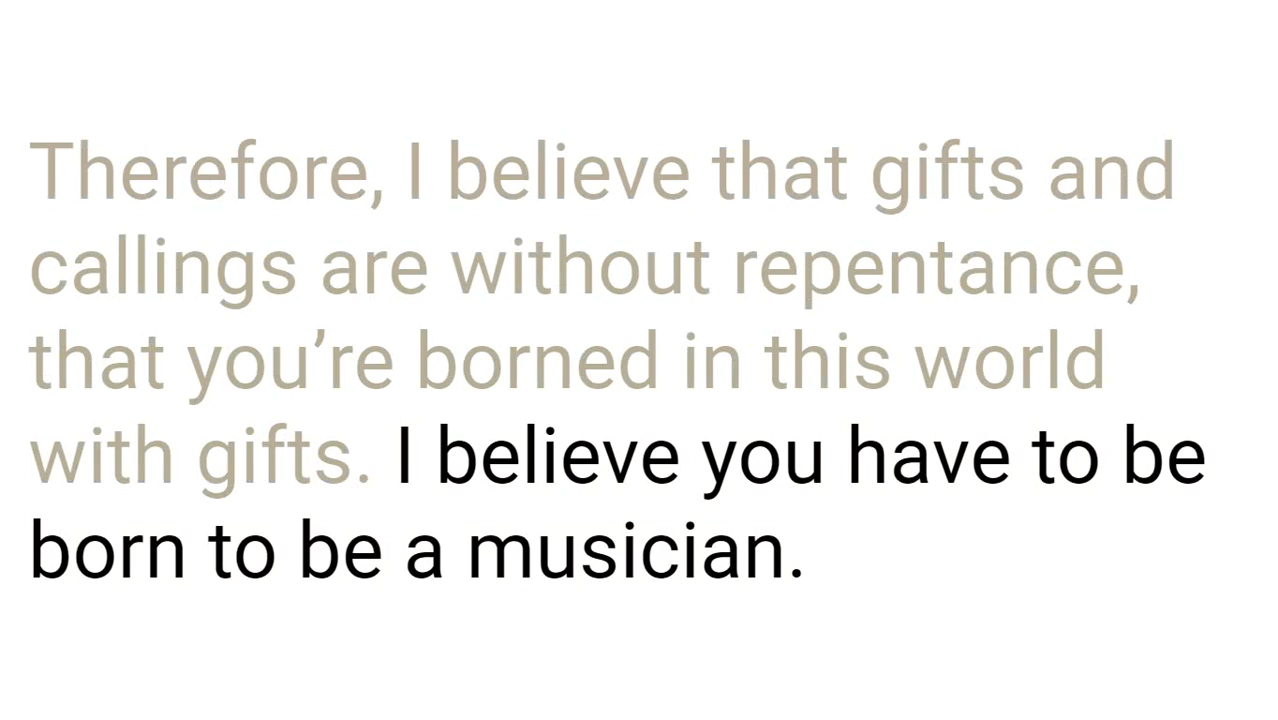 Therefore, I believe that gifts and
callings are without repentance,
that you’re borned in this world
with gifts. I believe you have to be
born to be a musician.